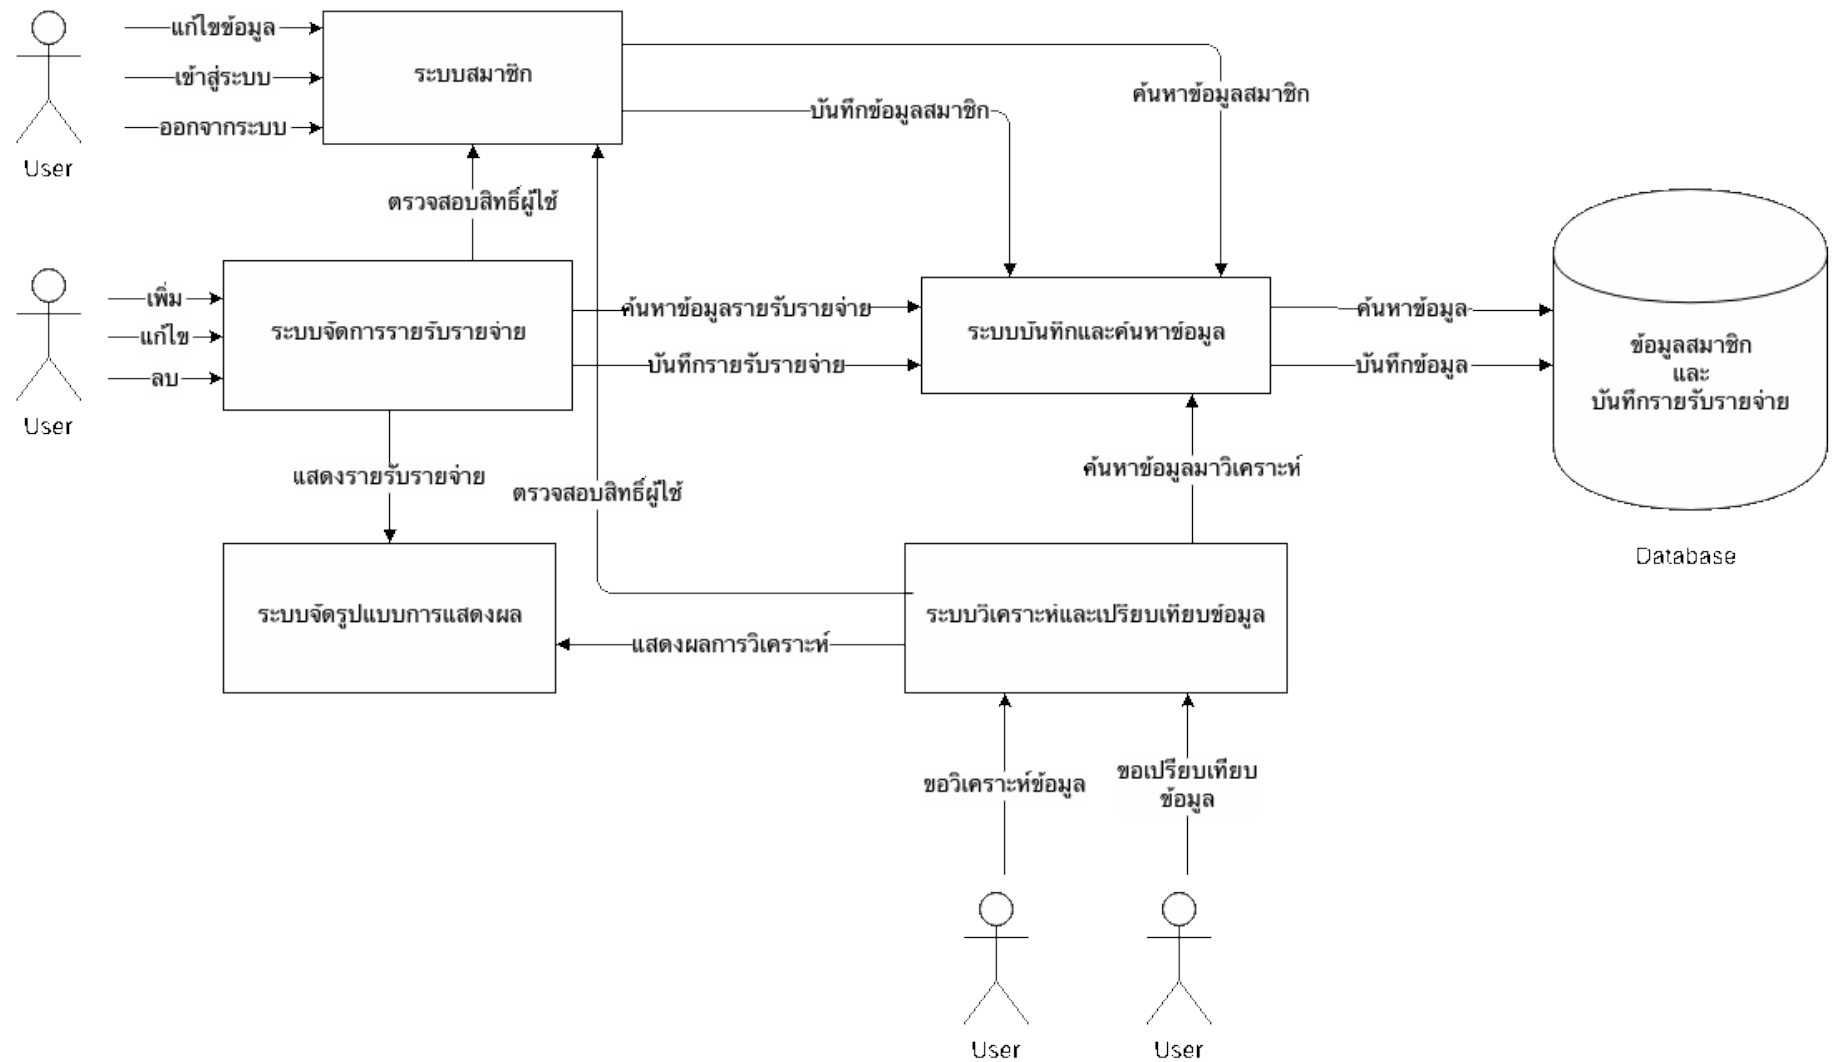 แก้ไขข้อมูล
เข้าสู่ระบบ
ออกจากระบบ
User
ระบบสมาชิก
ค้นหาข้อมูลสมาชิก
บันทึกข้อมูลสมาชิก
ตรวจสอบสิทธิ์ผู้ใช้
เพิ่ม
แก้ไข
ลบ
User
ระบบจัดการรายรับรายจ่าย
ค้นหาข้อมูลรายรับรายจ่าย
บันทึกรายรับรายจ่าย
ระบบบันทึกและค้นหาข้อมูล
ค้นหาข้อมูล
บันทึกข้อมูล
ข้อมูลสมาชิก
และ
บันทึกรายรับรายจ่าย
Database
แสดงรายรับรายจ่าย
ตรวจสอบสิทธิ์ผู้ใช้
ค้นหาข้อมูลมาวิเคราะห์
ระบบจัดรูปแบบการแสดงผล
แสดงผลการวิเคราะห์
ระบบวิเคราะห์และเปรียบเทียบข้อมูล
ขอวิเคราะห์ข้อมูล
ขอเปรียบเทียบ
ข้อมูล
User
User